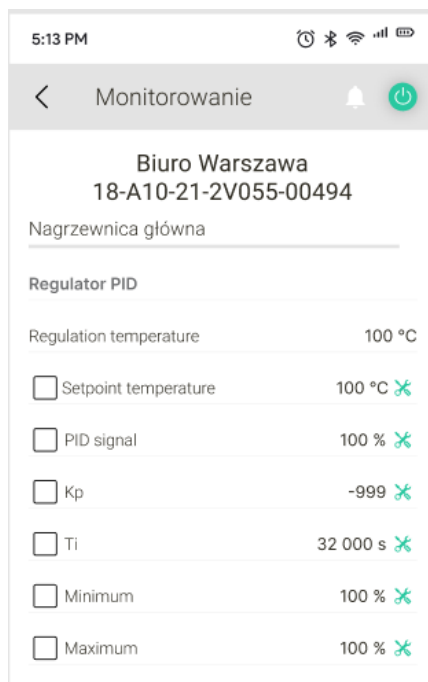 5:13 PM
Monitorowanie
Biuro Warszawa
18-A10-21-2V055-00494
Nagrzewnica główna
Regulator PID
Regulation temperature 100 °C
Setpoint temperature 100 °C
PID signal 100 %
Kp -999
Ti 32 000 s
Minimum 100 %
Maximum 100 %